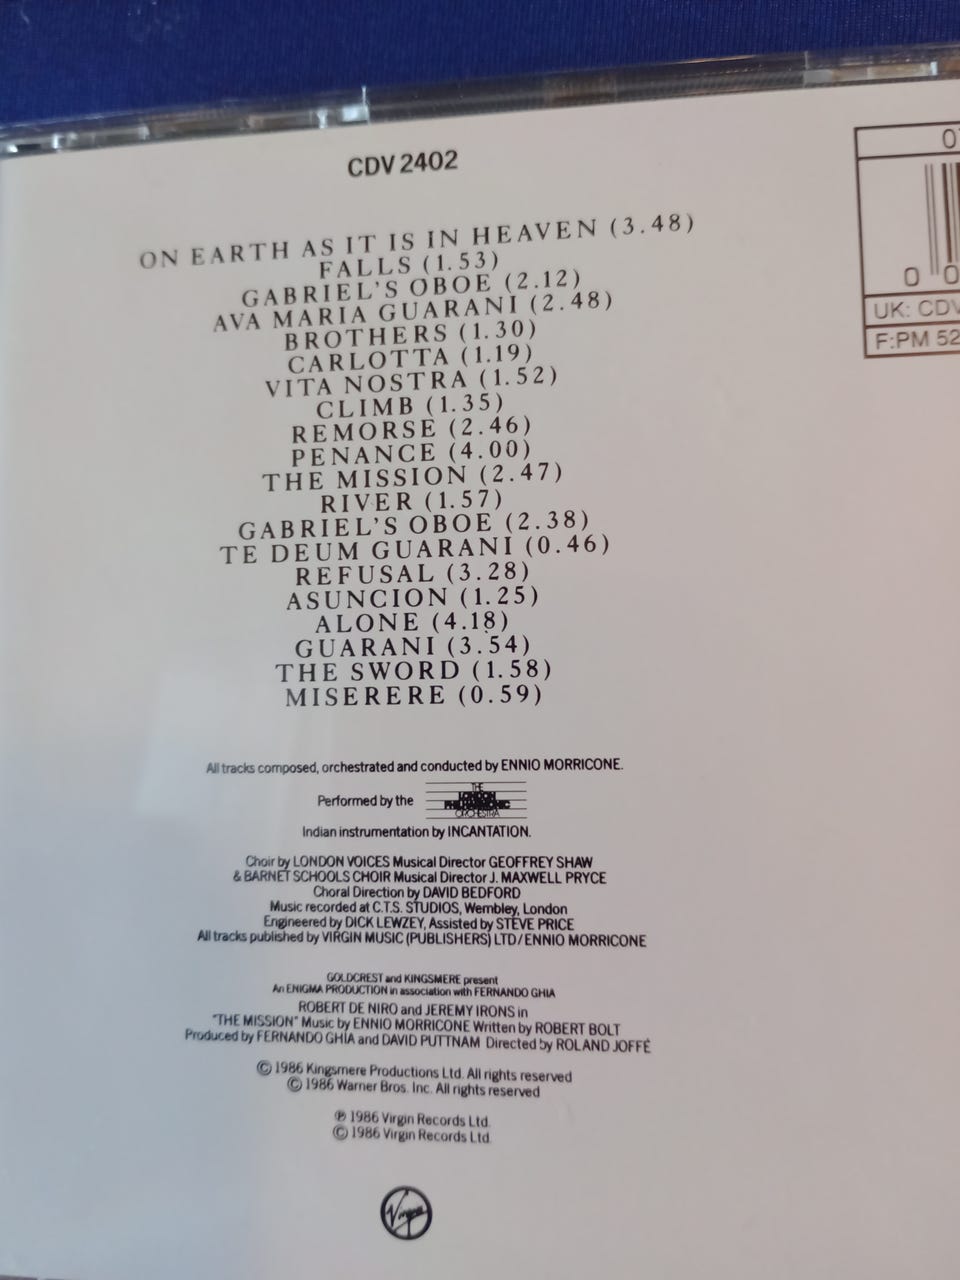 CDV 2402
ON EARTH AS IT IS IN HEAVEN (3.48)
FALLS (1.53)
GABRIEL'S OBOE (2.12)
AVA MARIA GUARANI (2.48)
BROTHERS (1.30)
CARLOTTA (1.19)
VITA NOSTRA (1.52)
CLIMB (1.35)
REMORSE (2.46)
PENANCE (4.00)
THE MISSION (2.47)
RIVER (1.57)
GABRIEL'S OBOE (2.38)
TE DEUM GUARANI (0.46)
REFUSAL (3.28)
ASUNCION (1.25)
ALONE (4.18)
GUARANI (3.54)
THE SWORD (1.58)
MISERERE (0.59)
All tracks composed, orchestrated and conducted by ENNIO MORRICONE.
Performed by the THE LONDON PHILHARMONIC ORCHESTRA
Indian instrumentation by INCANTATION.
Choir by LONDON VOICES Musical Director GEOFFREY SHAW
& BARNET SCHOOLS CHOIR Musical Director J. MAXWELL PRYCE
Choral Direction by DAVID BEDFORD
Music recorded at C.T.S. STUDIOS, Wembley, London
Engineered by DICK LEWZEY, Assisted by STEVE PRICE
All tracks published by VIRGIN MUSIC (PUBLISHERS) LTD/ENNIO MORRICONE
GOLDCREST and KINGSMERE present
An ENIGMA PRODUCTION in association with FERNANDO GHIA
ROBERT DE NIRO and JEREMY IRONS in
"THE MISSION" Music by ENNIO MORRICONE Written by ROBERT BOLT
Produced by FERNANDO GHIA and DAVID PUTTNAM Directed by ROLAND JOFFÉ
© 1986 Kingsmere Productions Ltd. All rights reserved
© 1986 Warner Bros. Inc. All rights reserved
℗ 1986 Virgin Records Ltd.
© 1986 Virgin Records Ltd.
Virgin
0
UK: CDV
F:PM 52